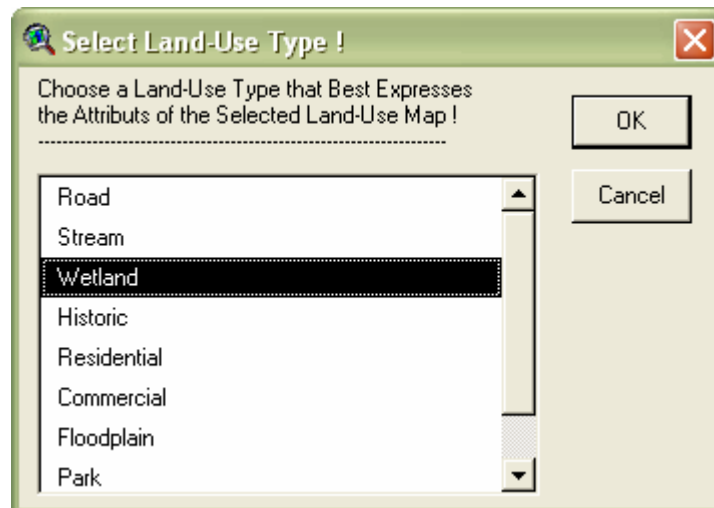 Select Land-Use Type !
Choose a Land-Use Type that Best Expresses
the Attributs of the Selected Land-Use Map !
--------------------------------------------------------------------
OK
Cancel
Road
Stream
Wetland
Historic
Residential
Commercial
Floodplain
Park